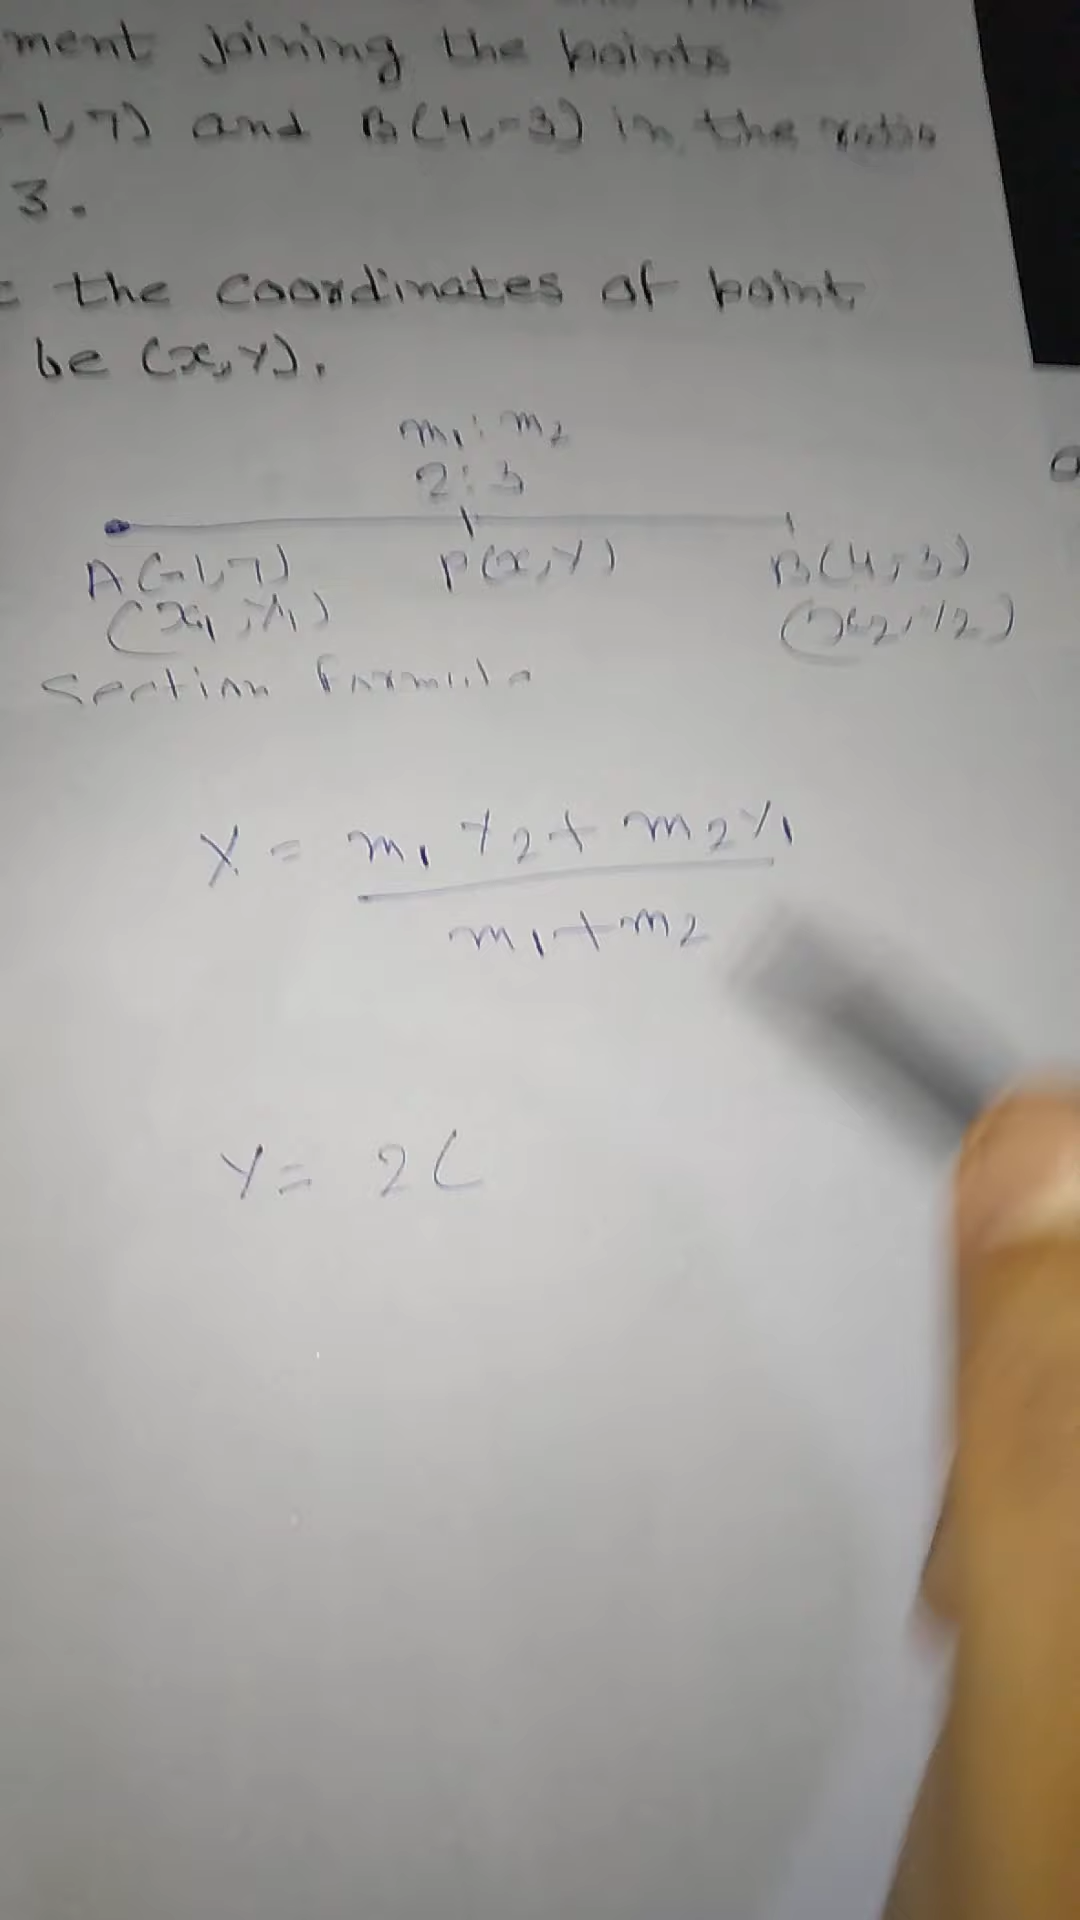 ment joining the points
-1,7) and B(4,-3) in the ratio
3.
the coordinates of point
be (x,y).
m1 : m2
2:3
A(-1,7) P(x,y) B(4,-3)
(x1,y1) (x2,y2)
Section Formula
Y = m1 Y2 + m2 Y1
m1+m2
Y = 2(